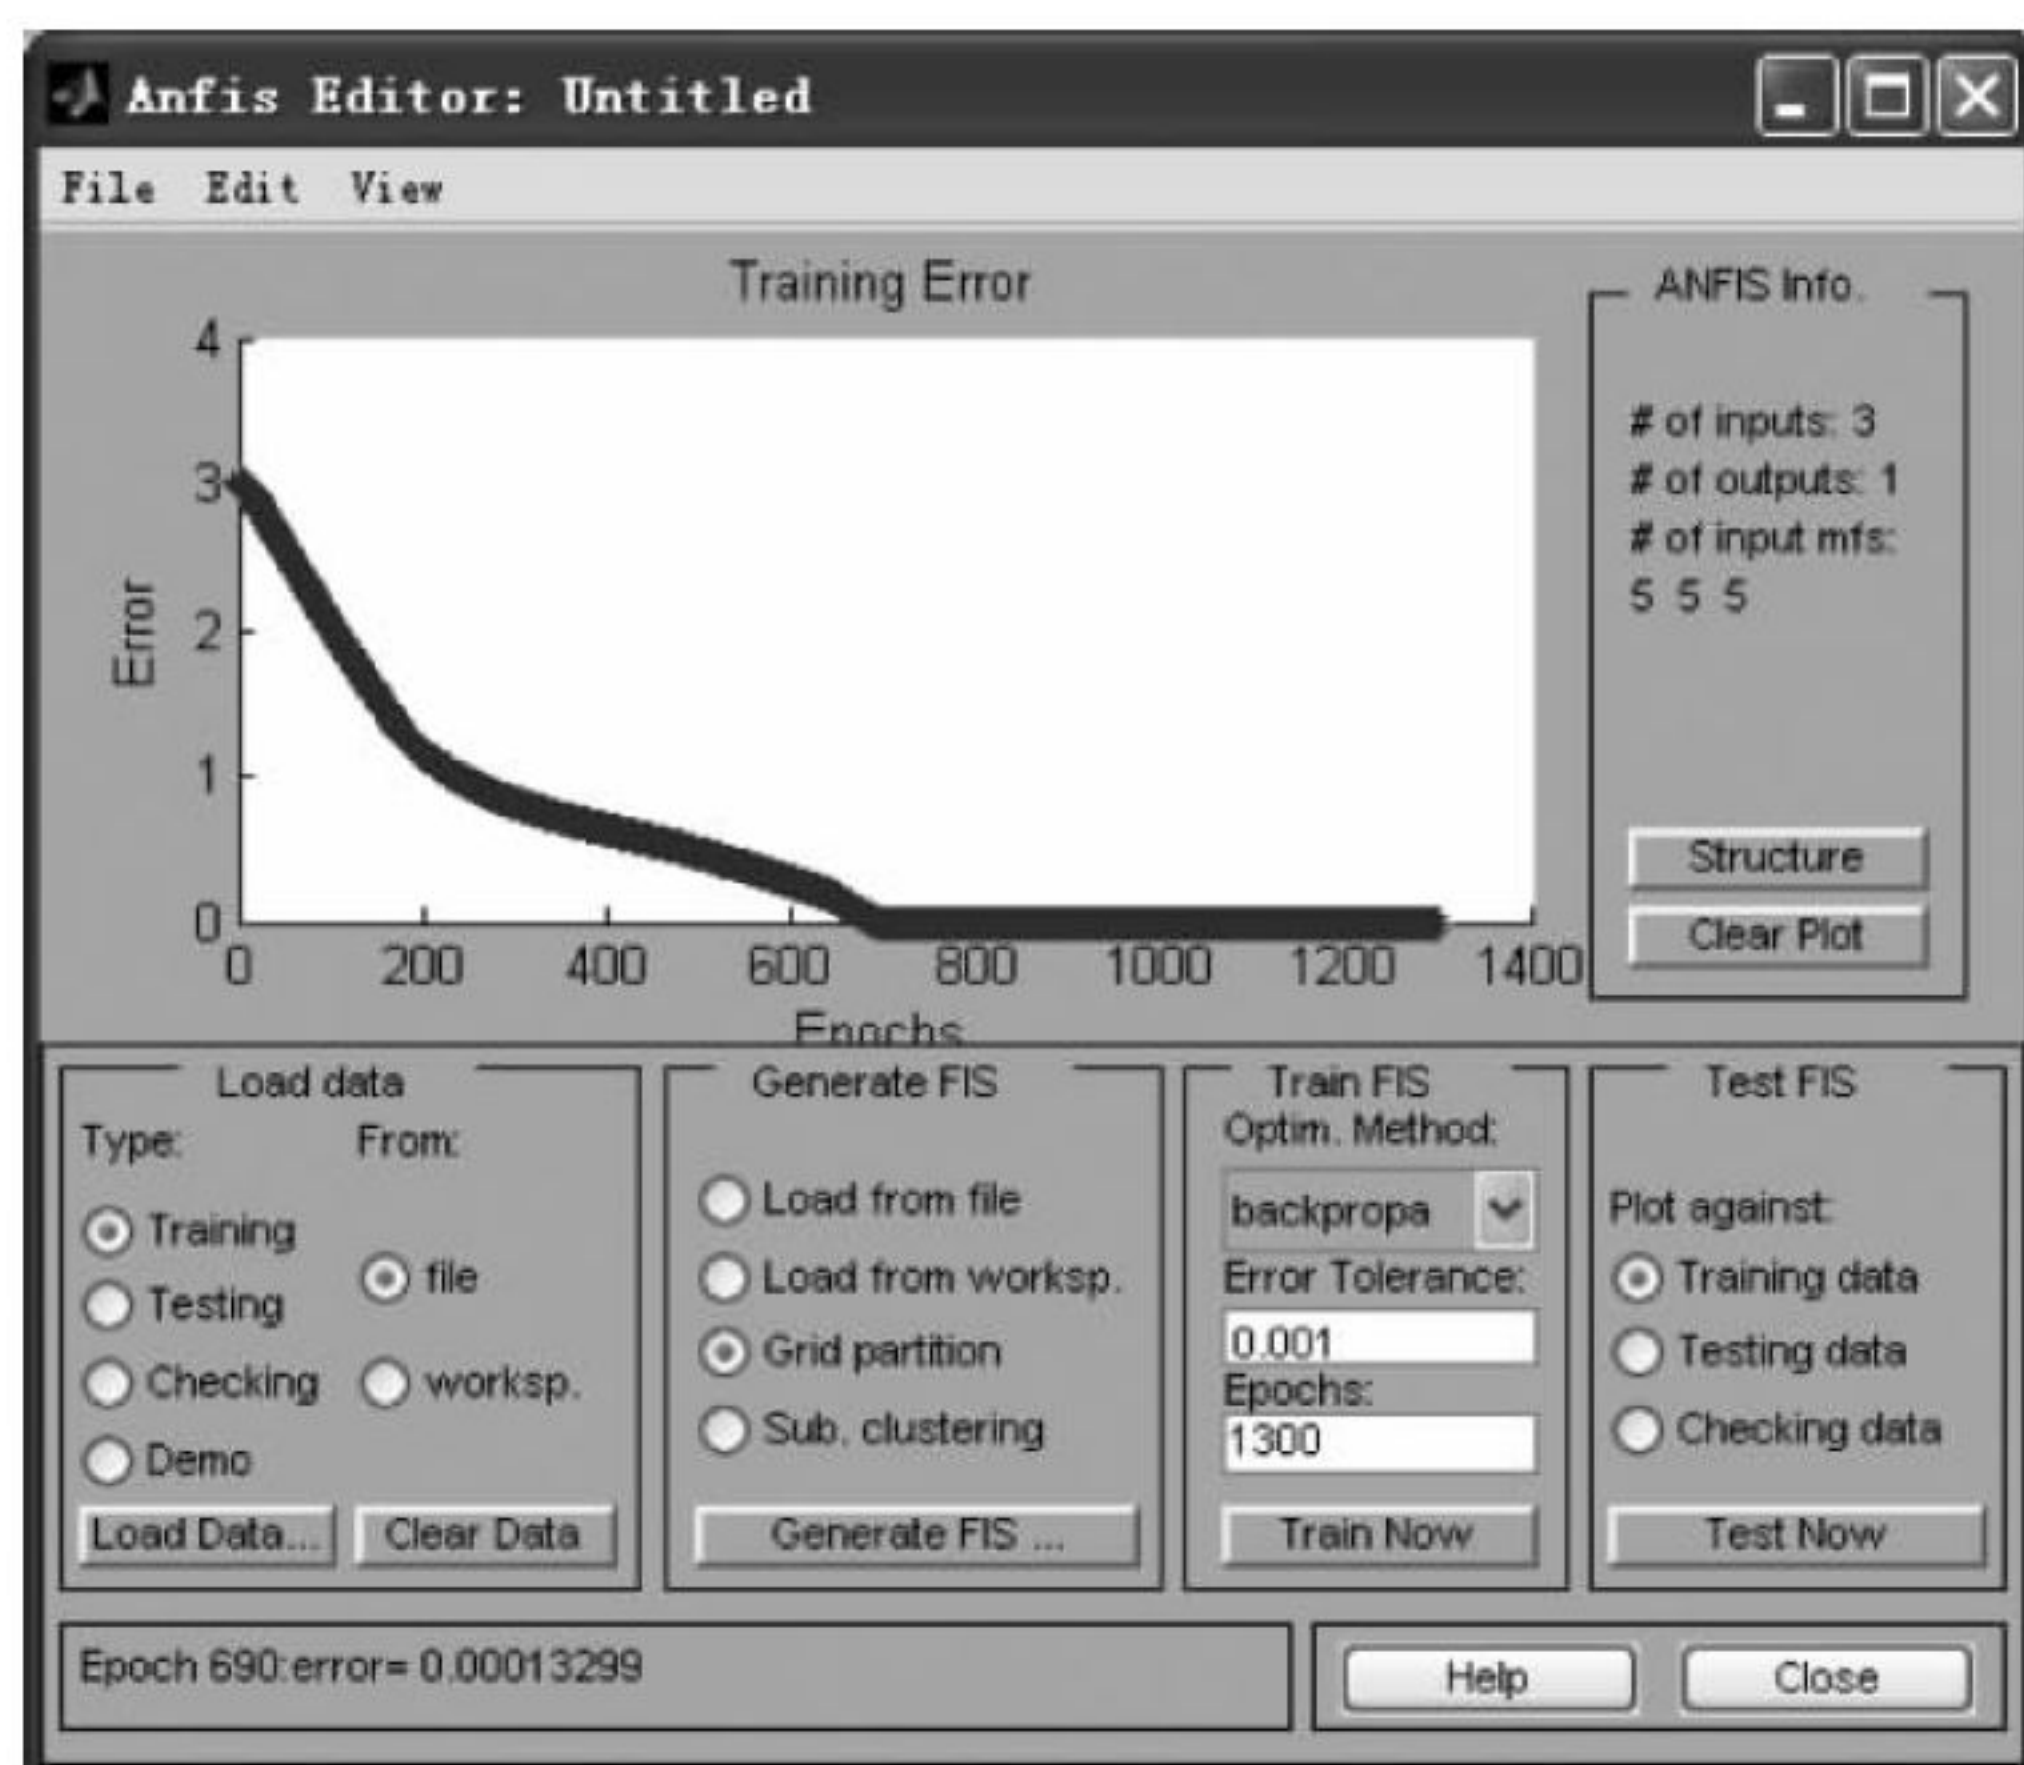 Anfis Editor: Untitled
File Edit View
Training Error
4
3
2
1
0
Error
0 200 400 600 800 1000 1200 1400
Epochs
ANFIS Info.
# of inputs: 3
# of outputs: 1
# of input mfs:
5 5 5
Structure
Clear Plot
Load data
Type: From:
Training
file
Testing
Checking
worksp.
Demo
Load Data... Clear Data
Generate FIS
Load from file
Load from worksp.
Grid partition
Sub. clustering
Generate FIS ...
Train FIS
Optim. Method:
backpropa
Error Tolerance:
0.001
Epochs:
1300
Train Now
Test FIS
Plot against:
Training data
Testing data
Checking data
Test Now
Epoch 690:error= 0.00013299
Help Close